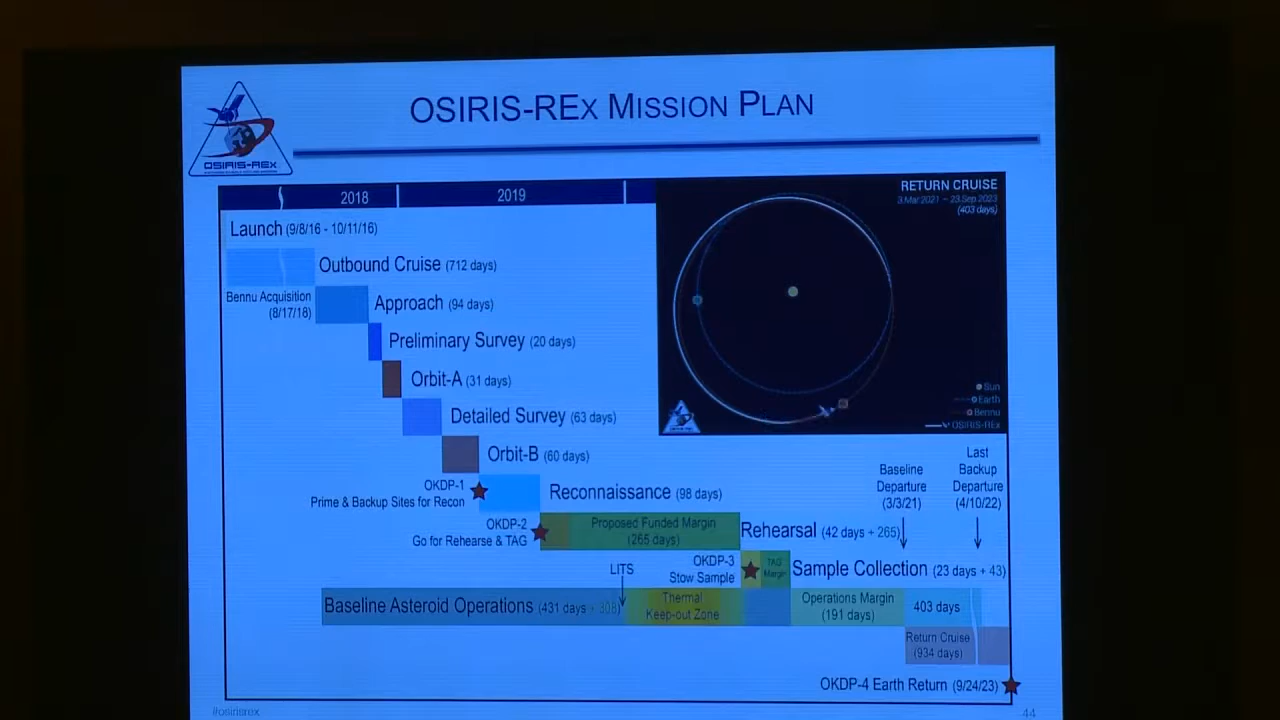 OSIRIS-REX MISSION PLAN
OSIRIS-REX
2018
2019
RETURN CRUISE
3 Mar 2021 – 23 Sep 2023
(403 days)
Launch (9/8/16 - 10/11/16)
Outbound Cruise (712 days)
Bennu Acquisition
(8/17/18)
Approach (94 days)
Preliminary Survey (20 days)
Orbit-A (31 days)
Sun
Earth
Bennu
OSIRIS-REx
Detailed Survey (63 days)
Orbit-B (60 days)
OKDP-1
Prime & Backup Sites for Recon
Reconnaissance (98 days)
Baseline
Departure
(3/3/21)
Last
Backup
Departure
(4/10/22)
OKDP-2
Go for Rehearse & TAG
Proposed Funded Margin
(265 days)
Rehearsal (42 days + 265)
OKDP-3
Stow Sample
TAG
Margin
Sample Collection (23 days + 43)
LITS
Baseline Asteroid Operations (431 days + 308)
Thermal
Keep-out Zone
Operations Margin
(191 days)
403 days
Return Cruise
(934 days)
OKDP-4 Earth Return (9/24/23)
#osirisrex
44